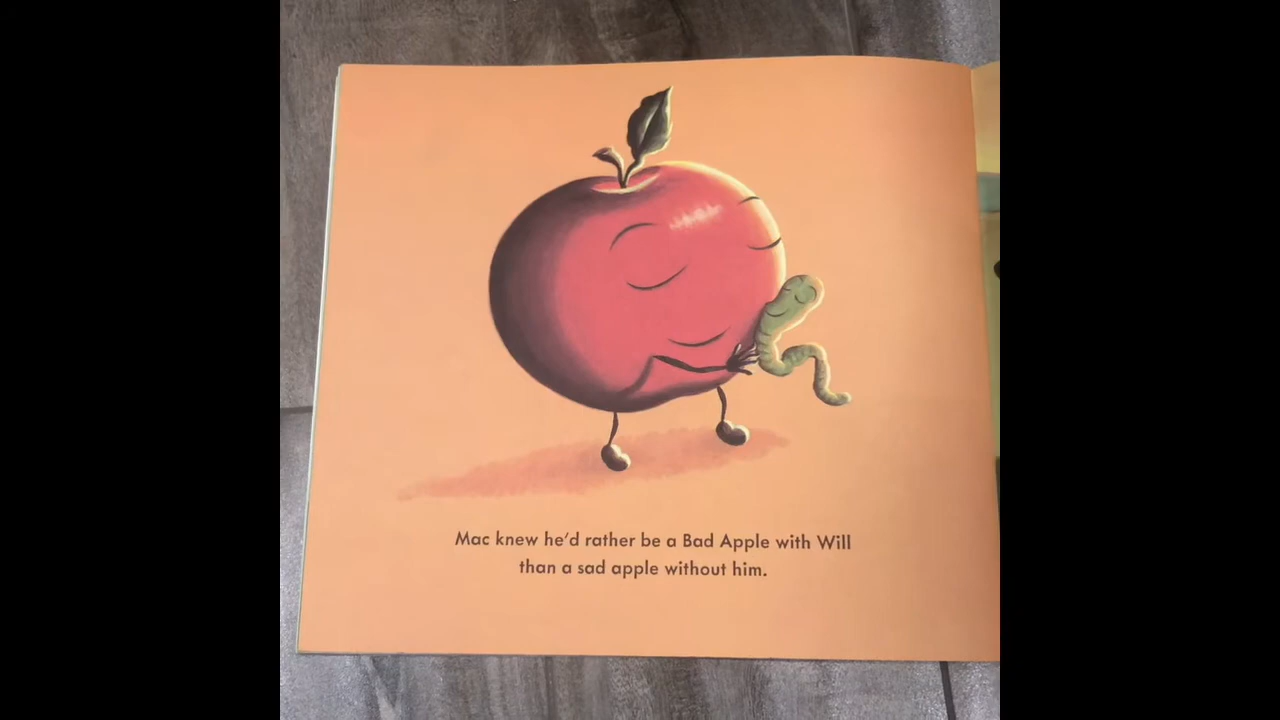 Mac knew he'd rather be a Bad Apple with Will
than a sad apple without him.